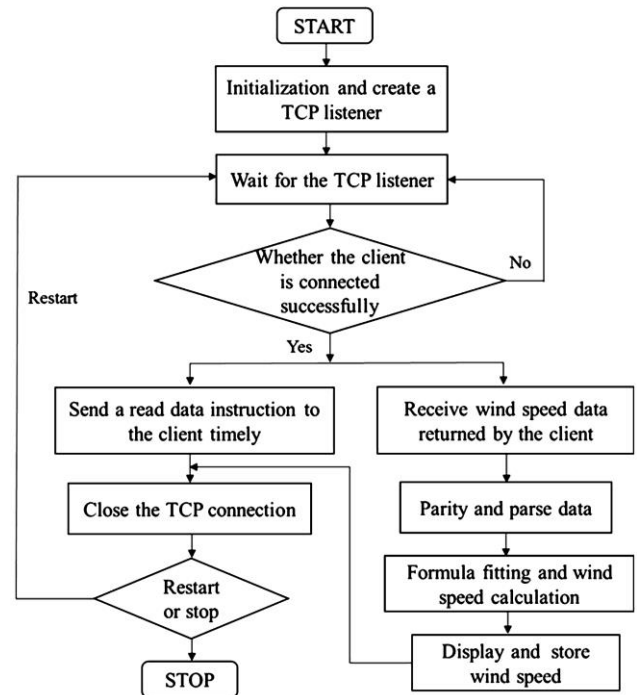 START
Initialization and create a
TCP listener
Wait for the TCP listener
Whether the client
is connected
successfully
No
Restart
Yes
Send a read data instruction to
the client timely
Receive wind speed data
returned by the client
Close the TCP connection
Parity and parse data
Formula fitting and wind
speed calculation
Restart
or stop
Display and store
wind speed
STOP